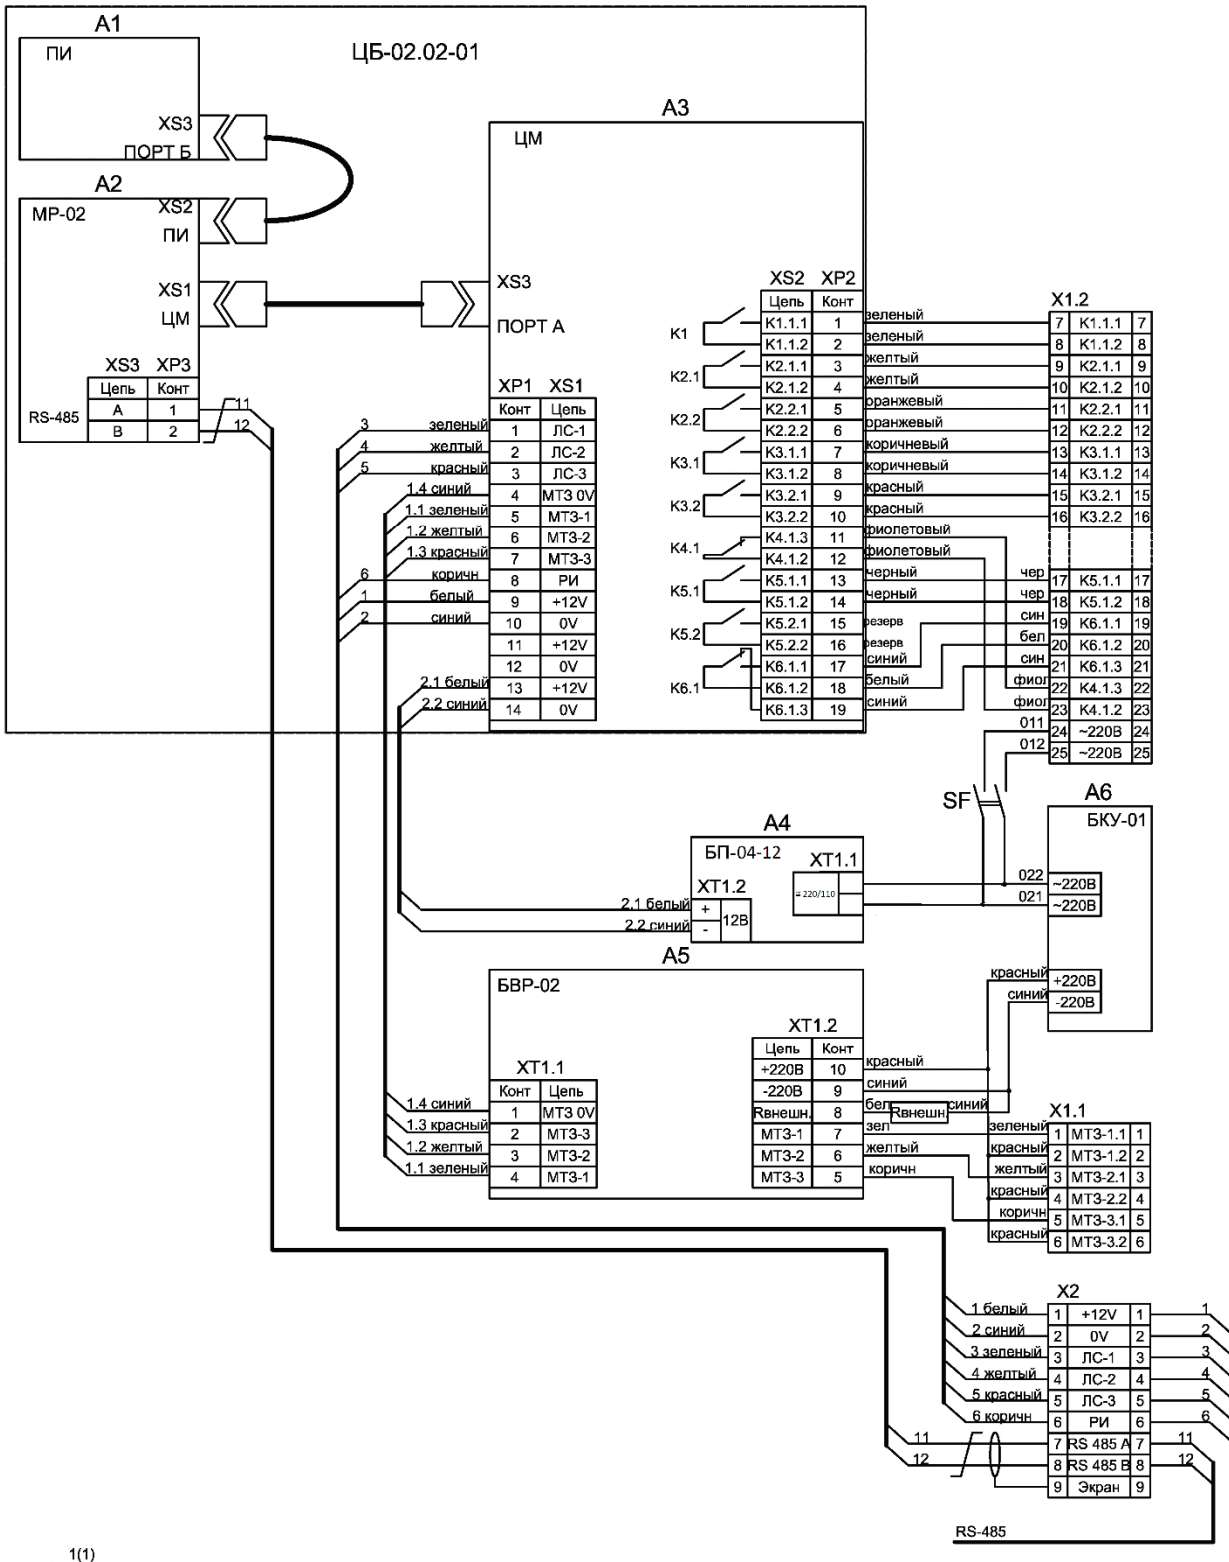 A1
ПИ
ЦБ-02.02-01
XS3
ПОРТ Б
A2
МР-02
XS2
ПИ
XS1
ЦМ
XS3 XP3
Цепь Конт
RS-485
A 1 11
B 2 12
A3
ЦМ
XS3
ПОРТ А
XP1 XS1
Конт Цепь
3 зеленый 1 ЛС-1
4 желтый 2 ЛС-2
5 красный 3 ЛС-3
1.4 синий 4 МТЗ 0V
1.1 зеленый 5 МТЗ-1
1.2 желтый 6 МТЗ-2
1.3 красный 7 МТЗ-3
6 коричн 8 РИ
1 белый 9 +12V
2 синий 10 0V
11 +12V
12 0V
2.1 белый 13 +12V
2.2 синий 14 0V
XS2 XP2
Цепь Конт
K1
K1.1.1 1 зеленый
K1.1.2 2 зеленый
K2.1
K2.1.1 3 желтый
K2.1.2 4 желтый
K2.2
K2.2.1 5 оранжевый
K2.2.2 6 оранжевый
K3.1
K3.1.1 7 коричневый
K3.1.2 8 коричневый
K3.2
K3.2.1 9 красный
K3.2.2 10 красный
K4.1
K4.1.3 11 фиолетовый
K4.1.2 12 фиолетовый
K5.1
K5.1.1 13 черный
K5.1.2 14 черный
K5.2
K5.2.1 15 резерв
K5.2.2 16 резерв
K6.1
K6.1.1 17 синий
K6.1.2 18 белый
K6.1.3 19 синий
X1.2
7 K1.1.1 7
8 K1.1.2 8
9 K2.1.1 9
10 K2.1.2 10
11 K2.2.1 11
12 K2.2.2 12
13 K3.1.1 13
14 K3.1.2 14
15 K3.2.1 15
16 K3.2.2 16
чер 17 K5.1.1 17
чер 18 K5.1.2 18
син 19 K6.1.1 19
бел 20 K6.1.2 20
син 21 K6.1.3 21
фиол 22 K4.1.3 22
фиол 23 K4.1.2 23
011 24 ~220В 24
012 25 ~220В 25
SF
A6
БКУ-01
022 ~220В
021 ~220В
красный +220В
синий -220В
A4
БП-04-12
XT1.1
= 220/110
XT1.2
2.1 белый +
2.2 синий -
12В
A5
БВР-02
XT1.1
Конт Цепь
1.4 синий 1 МТЗ 0V
1.3 красный 2 МТЗ-3
1.2 желтый 3 МТЗ-2
1.1 зеленый 4 МТЗ-1
XT1.2
Цепь Конт
+220В 10 красный
-220В 9 синий
Rвнешн. 8 бел Rвнешн. синий
МТЗ-1 7 зел
МТЗ-2 6 желтый
МТЗ-3 5 коричн
X1.1
зеленый 1 МТЗ-1.1 1
красный 2 МТЗ-1.2 2
желтый 3 МТЗ-2.1 3
красный 4 МТЗ-2.2 4
коричн 5 МТЗ-3.1 5
красный 6 МТЗ-3.2 6
X2
1 белый 1 +12V 1 1
2 синий 2 0V 2 2
3 зеленый 3 ЛС-1 3 3
4 желтый 4 ЛС-2 4 4
5 красный 5 ЛС-3 5 5
6 коричн 6 РИ 6 6
11 7 RS 485 A 7 11
12 8 RS 485 B 8 12
9 Экран 9
RS-485
1(1)